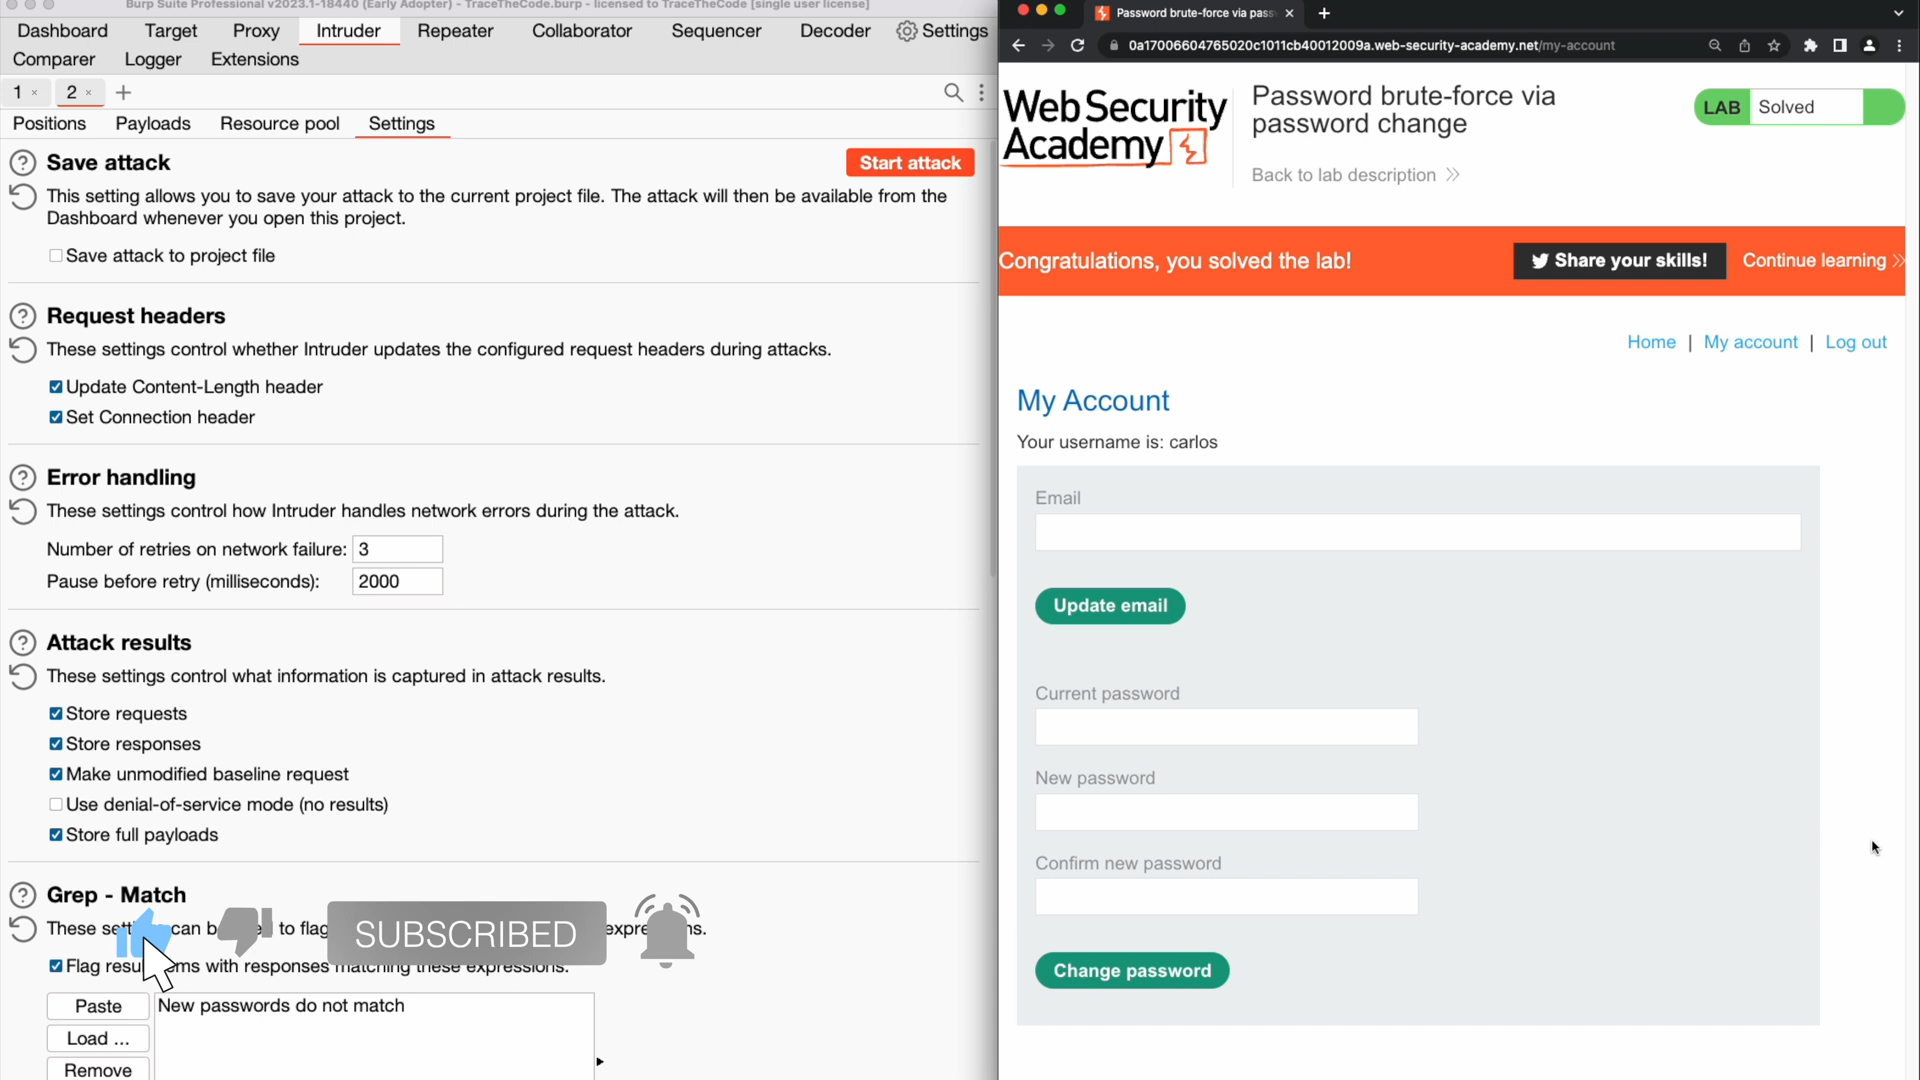 Burp Suite Professional v2023.1-18440 (Early Adopter) - TraceTheCode.burp - licensed to TraceTheCode [single user license]
Dashboard Target Proxy Intruder Repeater Collaborator Sequencer Decoder Settings
Comparer Logger Extensions
1 × 2 × +
Positions Payloads Resource pool Settings
Save attack
Start attack
This setting allows you to save your attack to the current project file. The attack will then be available from the
Dashboard whenever you open this project.
Save attack to project file
Request headers
These settings control whether Intruder updates the configured request headers during attacks.
Update Content-Length header
Set Connection header
Error handling
These settings control how Intruder handles network errors during the attack.
Number of retries on network failure: 3
Pause before retry (milliseconds): 2000
Attack results
These settings control what information is captured in attack results.
Store requests
Store responses
Make unmodified baseline request
Use denial-of-service mode (no results)
Store full payloads
Grep - Match
These can to
SUBSCRIBED
with responses matching these expressions.
Paste
New passwords do not match
Load ...
Remove
Password brute-force via pass
0a17006604765020c1011cb40012009a.web-security-academy.net/my-account
Web Security
Academy
Password brute-force via
password change
Back to lab description
LAB Solved
Congratulations, you solved the lab!
Share your skills!
Continue learning
Home | My account | Log out
My Account
Your username is: carlos
Email
Update email
Current password
New password
Confirm new password
Change password